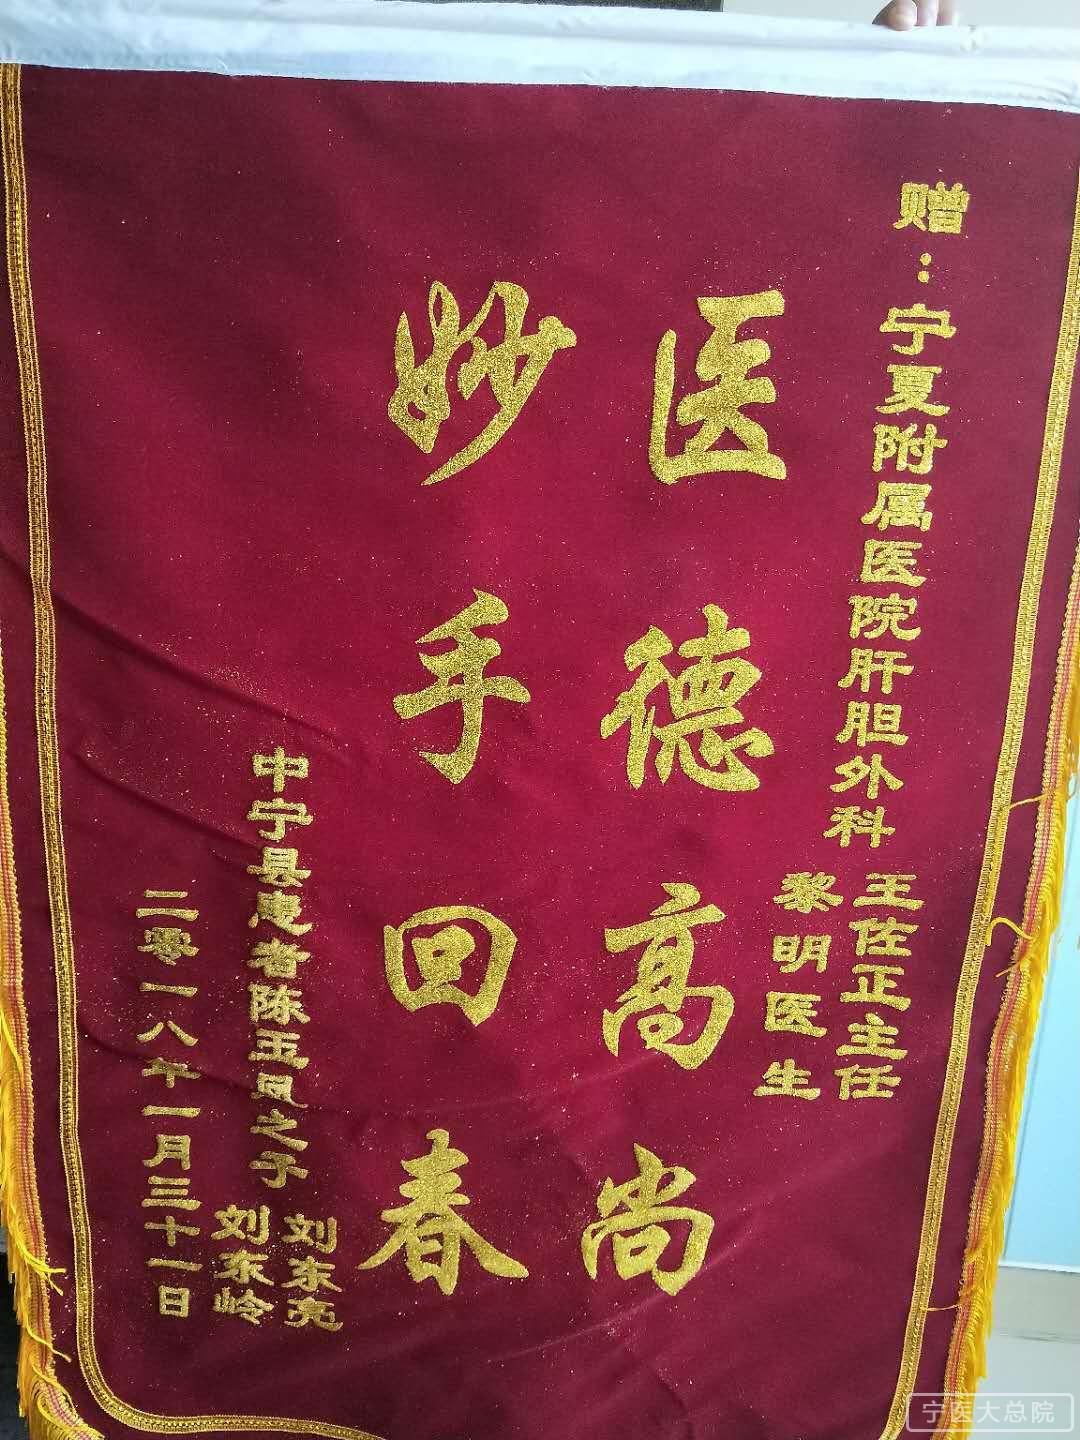 赠：宁夏附属医院肝胆外科
王佐正主任
黎明医生
医德高尚
妙手回春
中宁县患者陈玉凤之子
刘东亮
刘东岭
二零一八年一月三十一日
宁医大总院